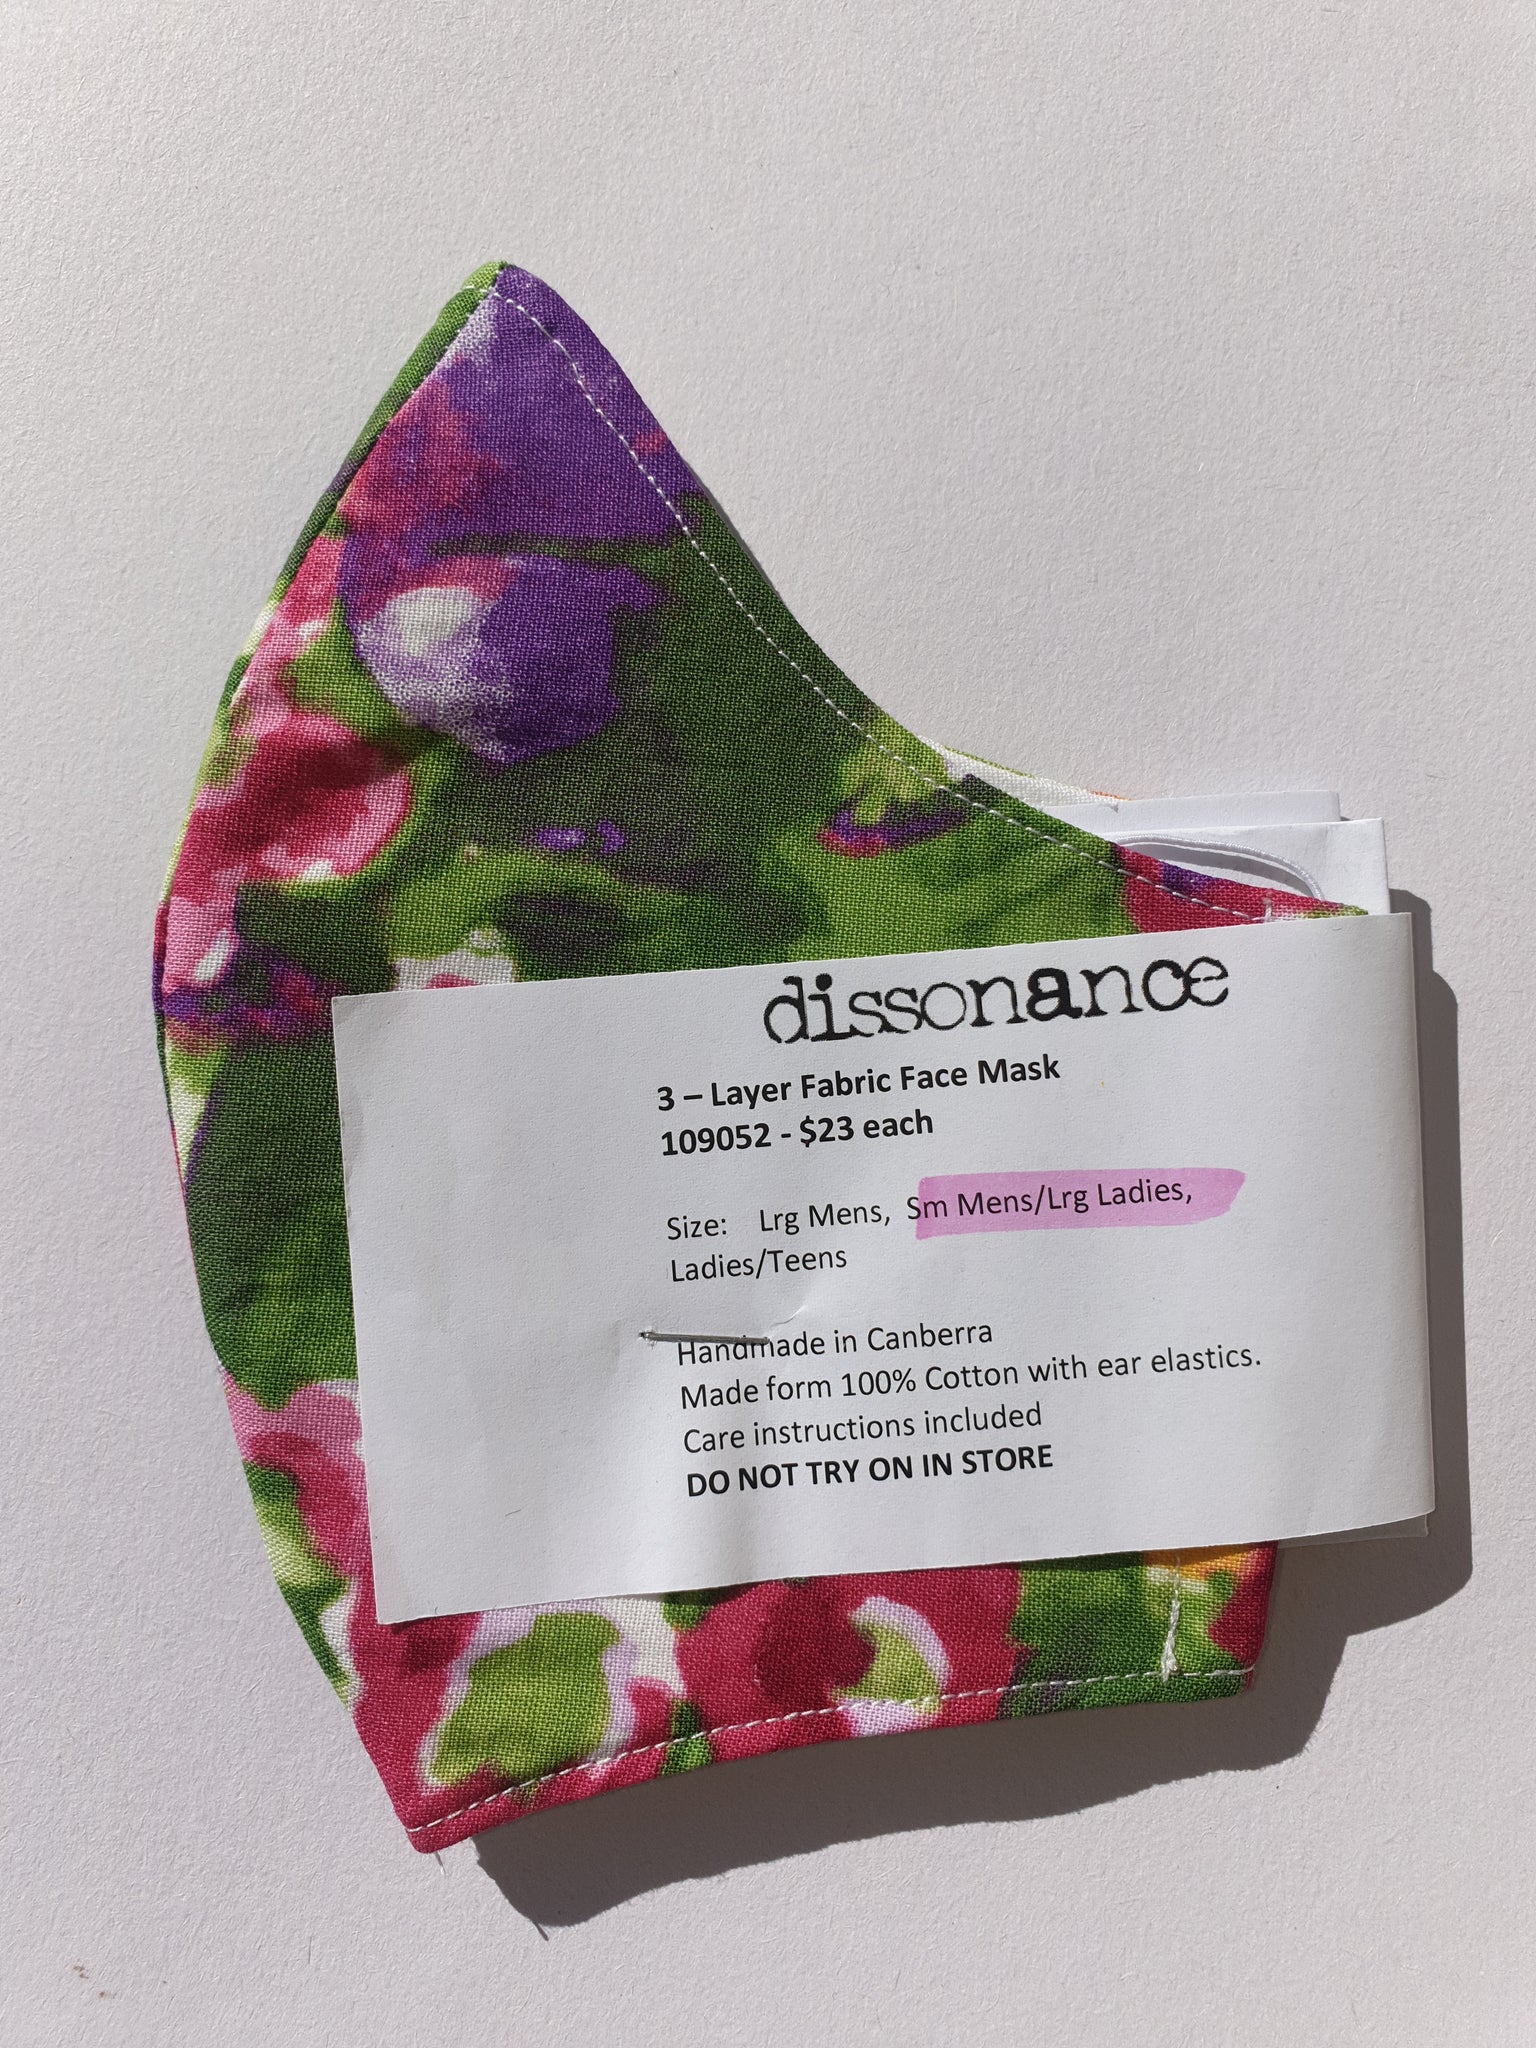 dissonance
3 – Layer Fabric Face Mask
109052 - $23 each
Size: Lrg Mens, Sm Mens/Lrg Ladies,
Ladies/Teens
Handmade in Canberra
Made form 100% Cotton with ear elastics.
Care instructions included
DO NOT TRY ON IN STORE